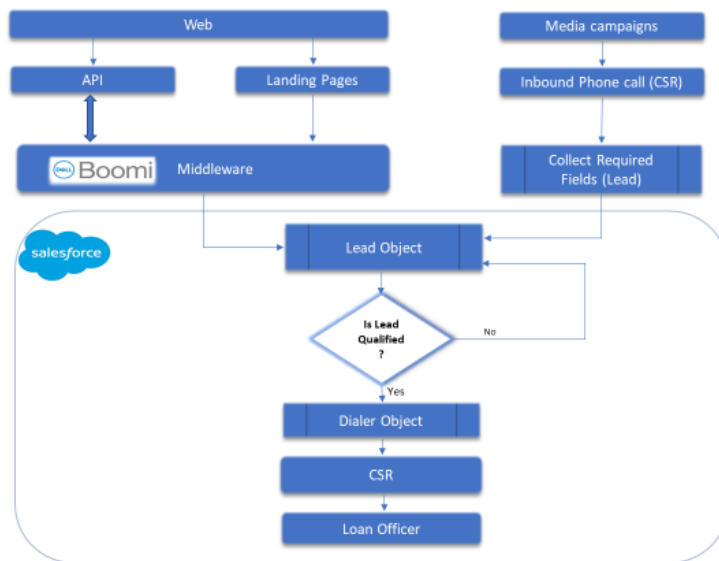 Web
Media campaigns
API
Landing Pages
Inbound Phone call (CSR)
DELL
Boomi
Middleware
Collect Required
Fields (Lead)
salesforce
Lead Object
Is Lead
Qualified
?
No
Yes
Dialer Object
CSR
Loan Officer